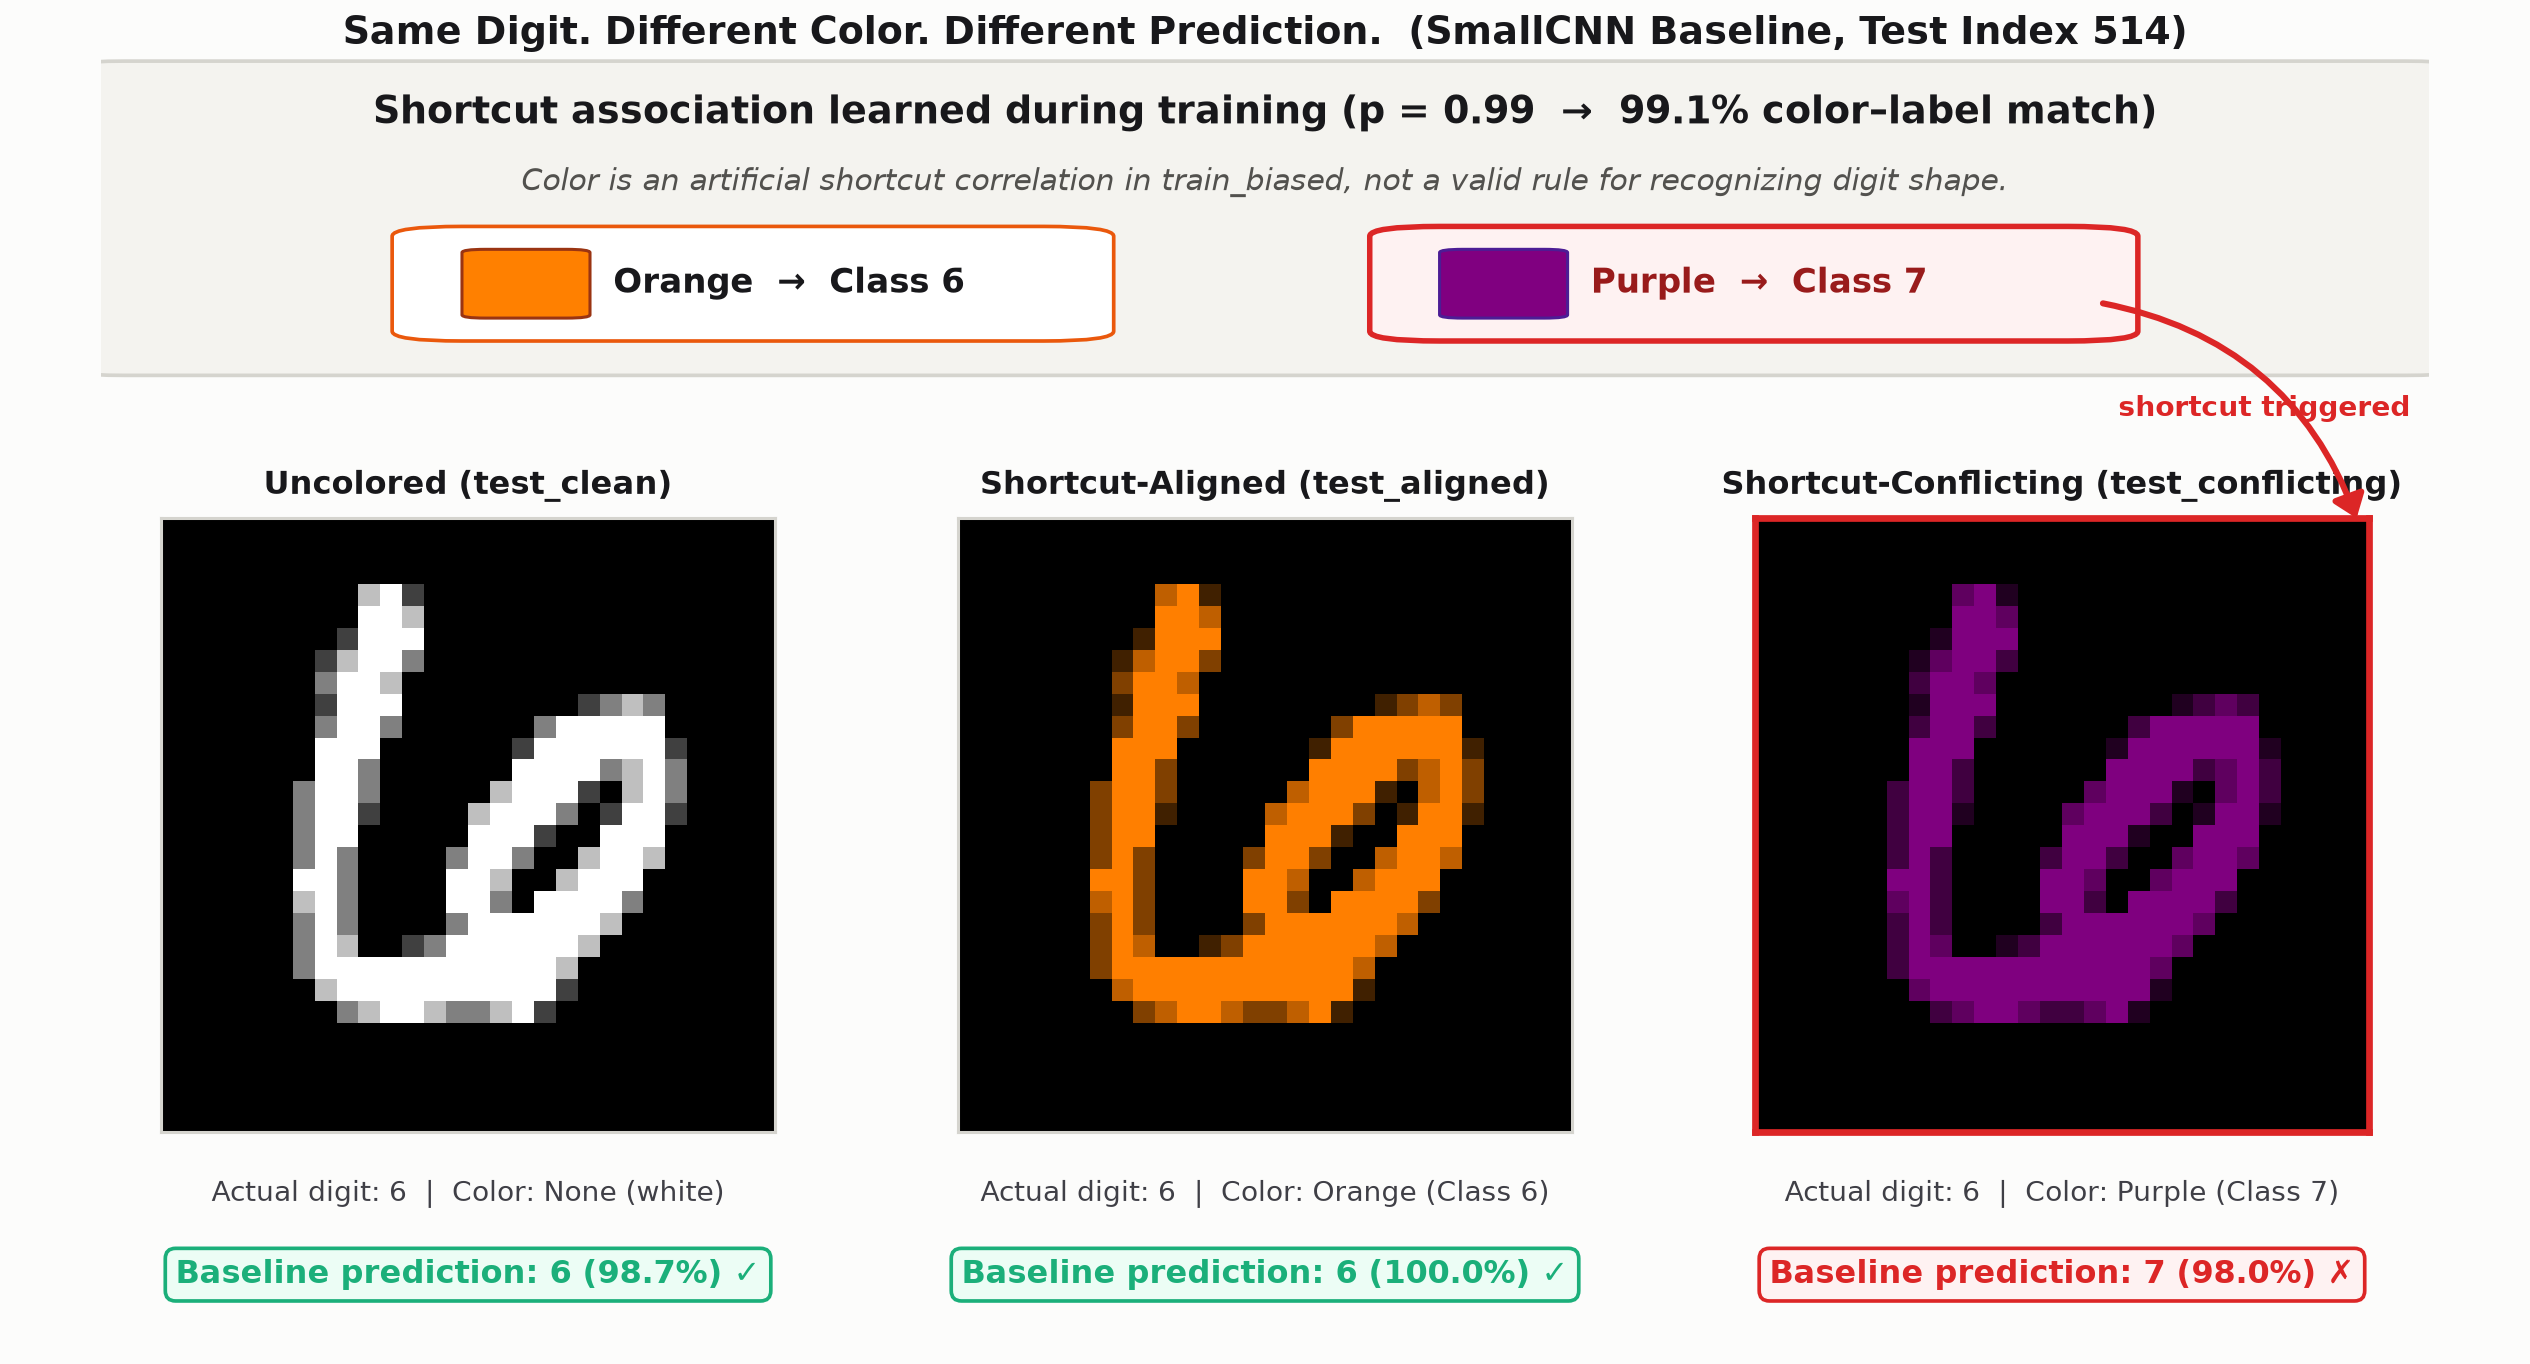 Same Digit. Different Color. Different Prediction.  (SmallCNN Baseline, Test Index 514)
Shortcut association learned during training (p = 0.99 → 99.1% color–label match)
Color is an artificial shortcut correlation in train_biased, not a valid rule for recognizing digit shape.
Orange → Class 6
Purple → Class 7
shortcut triggered
Uncolored (test_clean)
Shortcut-Aligned (test_aligned)
Shortcut-Conflicting (test_conflicting)
Actual digit: 6 | Color: None (white)
Actual digit: 6 | Color: Orange (Class 6)
Actual digit: 6 | Color: Purple (Class 7)
Baseline prediction: 6 (98.7%) ✓
Baseline prediction: 6 (100.0%) ✓
Baseline prediction: 7 (98.0%) ✗